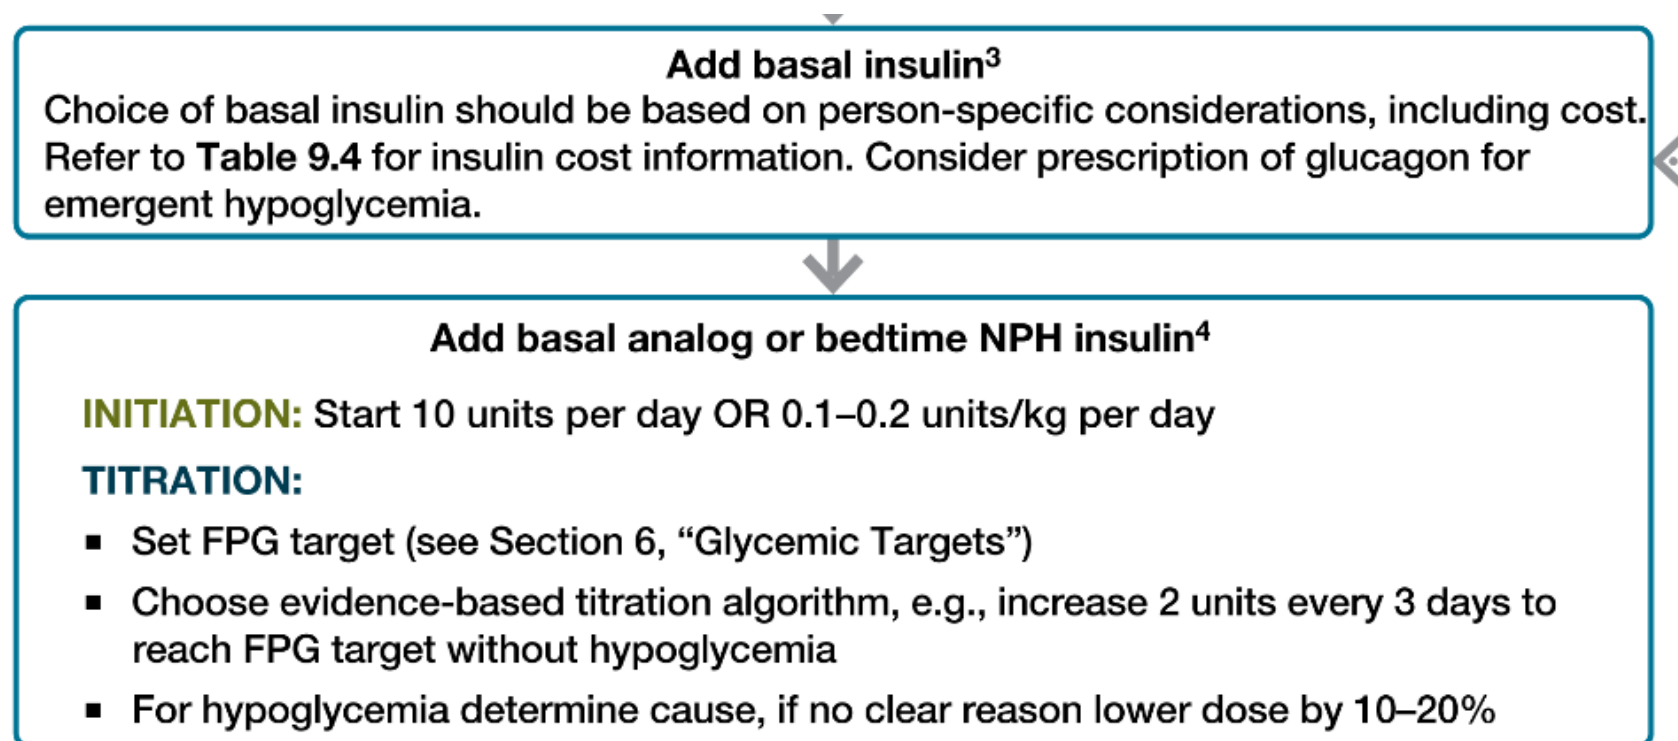 Add basal insulin³
Choice of basal insulin should be based on person-specific considerations, including cost.
Refer to Table 9.4 for insulin cost information. Consider prescription of glucagon for
emergent hypoglycemia.
Add basal analog or bedtime NPH insulin⁴
INITIATION: Start 10 units per day OR 0.1–0.2 units/kg per day
TITRATION:
▪ Set FPG target (see Section 6, “Glycemic Targets”)
▪ Choose evidence-based titration algorithm, e.g., increase 2 units every 3 days to
reach FPG target without hypoglycemia
▪ For hypoglycemia determine cause, if no clear reason lower dose by 10–20%